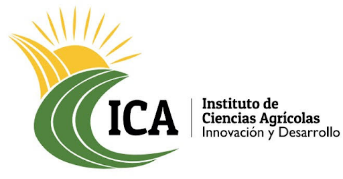 ICA
Instituto de
Ciencias Agrícolas
Innovación y Desarrollo